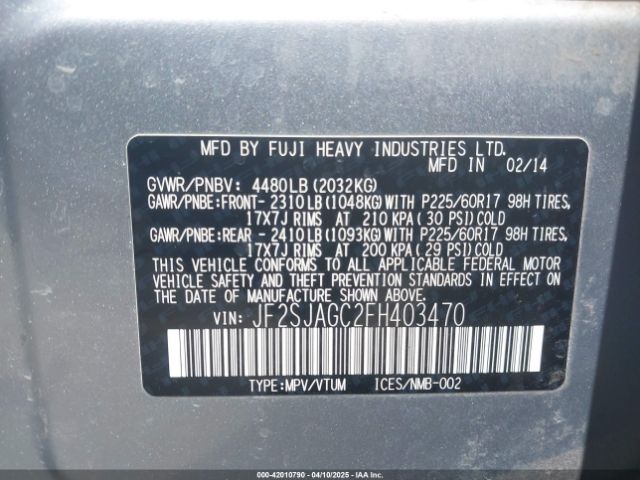 MFD BY FUJI HEAVY INDUSTRIES LTD.
MFD IN 02/14
GVWR/PNBV: 4480LB (2032KG)
GAWR/PNBE:FRONT- 2310LB(1048KG)WITH P225/60R17 98H TIRES,
17X7J RIMS AT 210 KPA(30 PSI)COLD
GAWR/PNBE:REAR - 2410LB(1093KG)WITH P225/60R17 98H TIRES,
17X7J RIMS AT 200 KPA(29 PSI)COLD
THIS VEHICLE CONFORMS TO ALL APPLICABLE FEDERAL MOTOR
VEHICLE SAFETY AND THEFT PREVENTION STANDARDS IN EFFECT
ON THE DATE OF MANUFACTURE SHOWN ABOVE.
VIN: JF2SJAGC2FH403470
TYPE:MPV/VTUM ICES/NMB-002
000-42010790 - 04/10/2025 - IAAI.COM